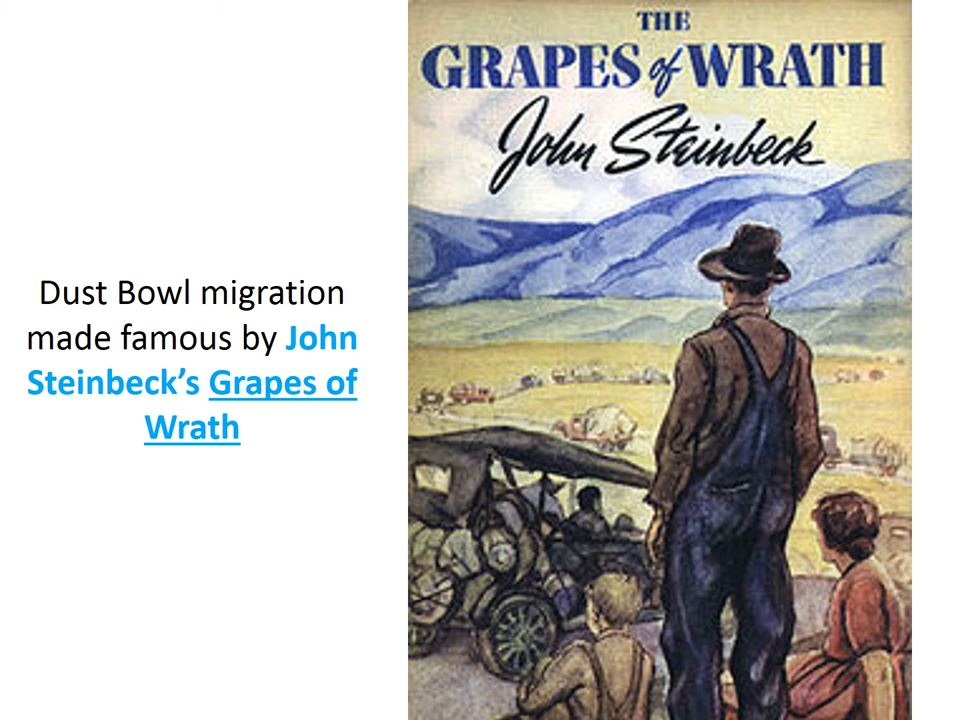 Dust Bowl migration
made famous by John
Steinbeck’s Grapes of
Wrath
THE
GRAPES of WRATH
John Steinbeck